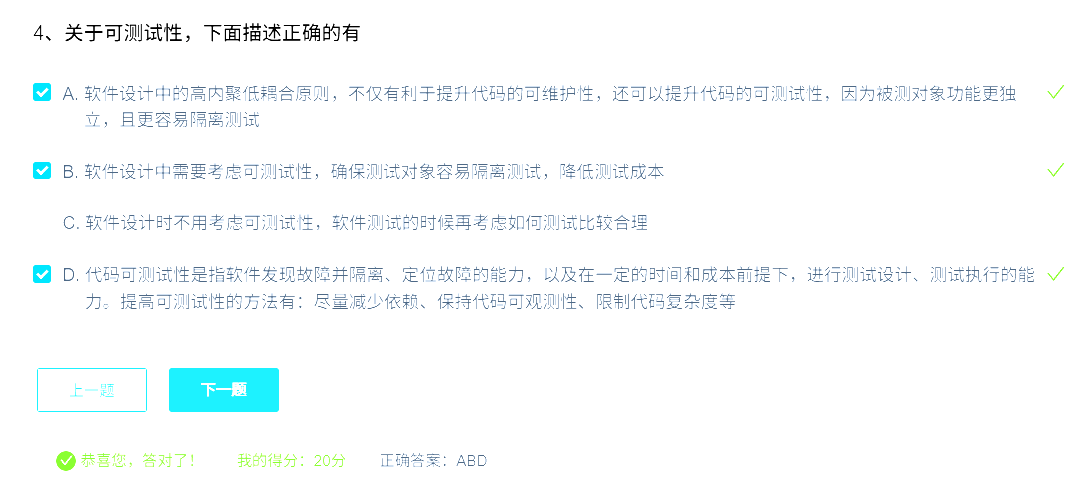 4、关于可测试性，下面描述正确的有
A. 软件设计中的高内聚低耦合原则，不仅有利于提升代码的可维护性，还可以提升代码的可测试性，因为被测对象功能更独
立，且更容易隔离测试
B. 软件设计中需要考虑可测试性，确保测试对象容易隔离测试，降低测试成本
C. 软件设计时不用考虑可测试性，软件测试的时候再考虑如何测试比较合理
D. 代码可测试性是指软件发现故障并隔离、定位故障的能力，以及在一定的时间和成本前提下，进行测试设计、测试执行的能
力。提高可测试性的方法有：尽量减少依赖、保持代码可观测性、限制代码复杂度等
上一题 下一题
恭喜您，答对了！ 我的得分：20分 正确答案：ABD